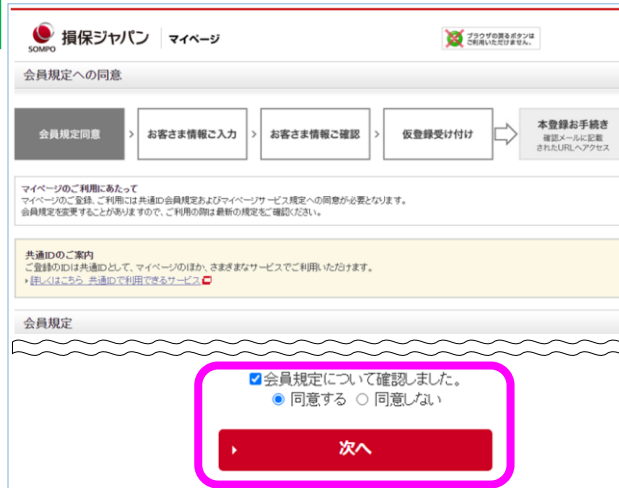 SOMPO 損保ジャパン マイページ
ブラウザの戻るボタンは
ご利用いただけません。
会員規定への同意
会員規定同意 > お客さま情報ご入力 > お客さま情報ご確認 > 仮登録受け付け 本登録お手続き
確認メールに記載
されたURLへアクセス
マイページのご利用にあたって
マイページのご登録、ご利用には共通ID会員規定およびマイページサービス規定への同意が必要となります。
会員規定を変更することがありますので、ご利用の際は最新の規定をご確認ください。
共通IDのご案内
ご登録のIDは共通IDとして、マイページのほか、さまざまなサービスでご利用いただけます。
詳しくはこちら 共通IDで利用できるサービス
会員規定
会員規定について確認しました。
同意する 同意しない
次へ